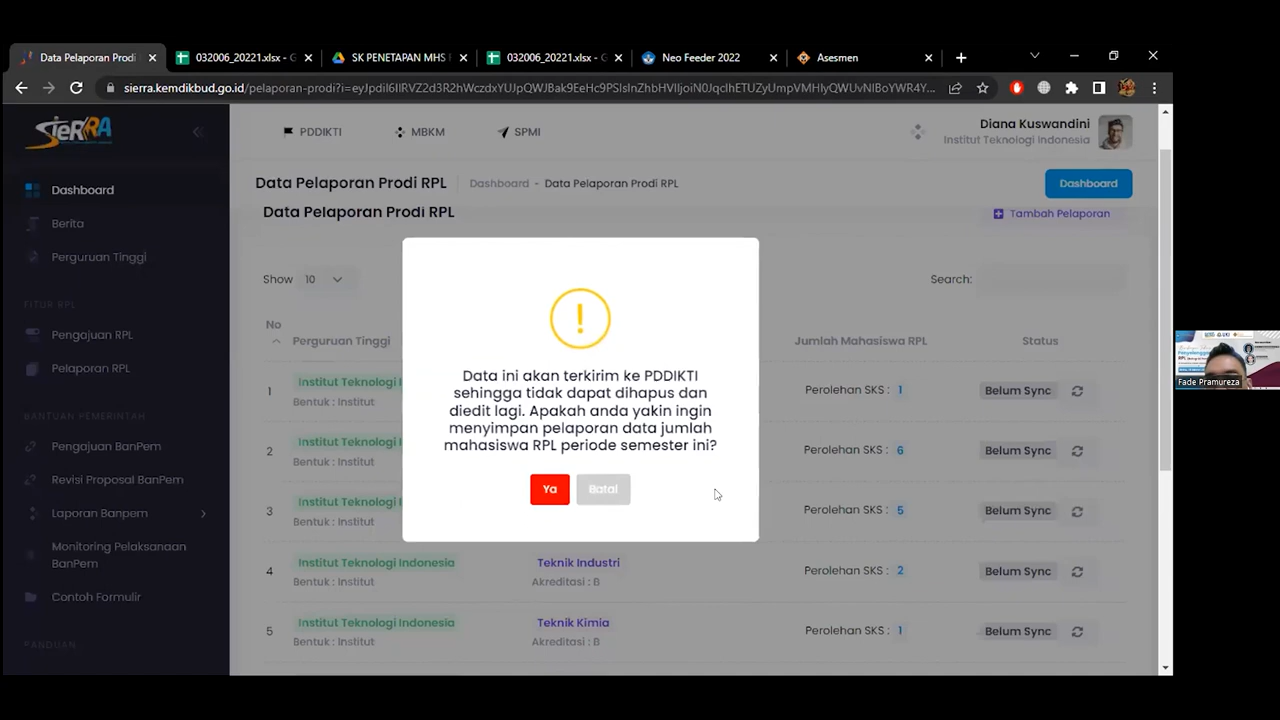 Data Pelaporan Prodi
032006_20221.xlsx - G
SK PENETAPAN MHS
032006_20221.xlsx - G
Neo Feeder 2022
Asesmen
sierra.kemdikbud.go.id/pelaporan-prodi?i=
SIERRA
PDDIKTI
MBKM
SPMI
Diana Kuswandini
Institut Teknologi Indonesia
Dashboard
Berita
Perguruan Tinggi
FITUR RPL
Pengajuan RPL
Pelaporan RPL
BANTUAN PEMERINTAH
Pengajuan BanPem
Revisi Proposal BanPem
Laporan Banpem
Monitoring Pelaksanaan
BanPem
Contoh Formulir
PANDUAN
Data Pelaporan Prodi RPL
Dashboard - Data Pelaporan Prodi RPL
Dashboard
Data Pelaporan Prodi RPL
Tambah Pelaporan
Show 10
Search:
No
Perguruan Tinggi
Jumlah Mahasiswa RPL
Status
1
Institut Teknologi I
Bentuk : Institut
Perolehan SKS : 1
Belum Sync
2
Institut Teknologi I
Bentuk : Institut
Perolehan SKS : 6
Belum Sync
3
Institut Teknologi I
Bentuk : Institut
Perolehan SKS : 5
Belum Sync
4
Institut Teknologi Indonesia
Bentuk : Institut
Teknik Industri
Akreditasi : B
Perolehan SKS : 2
Belum Sync
5
Institut Teknologi Indonesia
Bentuk : Institut
Teknik Kimia
Akreditasi : B
Perolehan SKS : 1
Belum Sync
!
Data ini akan terkirim ke PDDIKTI
sehingga tidak dapat dihapus dan
diedit lagi. Apakah anda yakin ingin
menyimpan pelaporan data jumlah
mahasiswa RPL periode semester ini?
Ya
Batal
Fade Pramureza